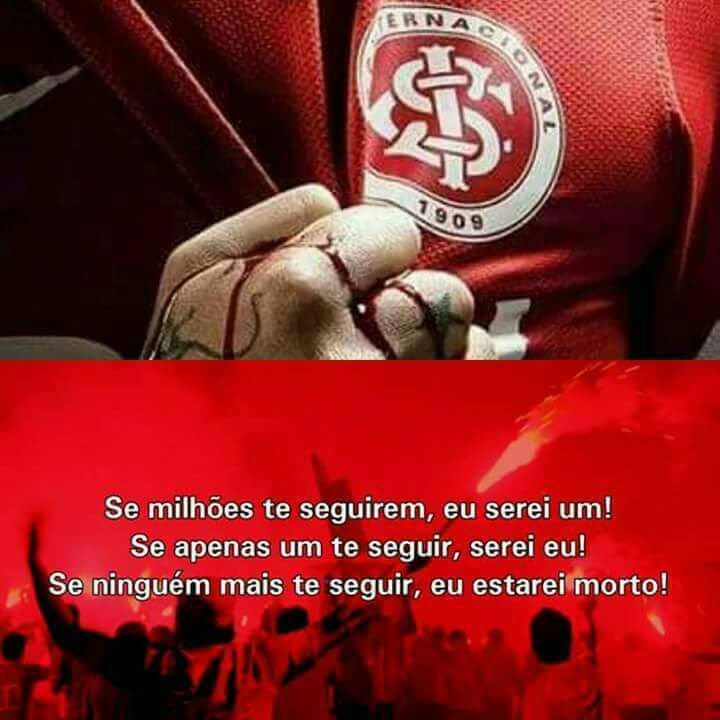 INTERNACIONAL
1909
Se milhões te seguirem, eu serei um!
Se apenas um te seguir, serei eu!
Se ninguém mais te seguir, eu estarei morto!